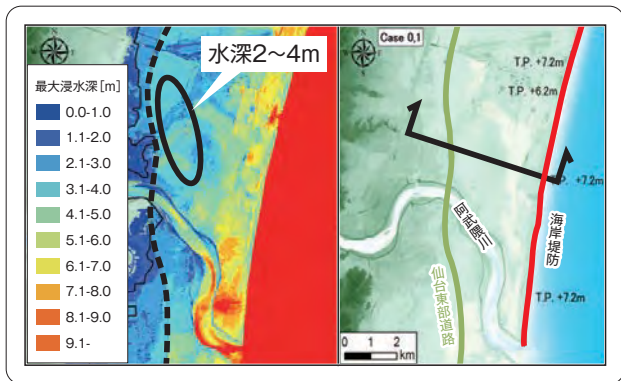 水深2～4m
最大浸水深[m]
0.0-1.0
1.1-2.0
2.1-3.0
3.1-4.0
4.1-5.0
5.1-6.0
6.1-7.0
7.1-8.0
8.1-9.0
9.1-
Case 0,1
T.P. +7.2m
T.P. +6.2m
T.P. +7.2m
阿武隈川
海岸堤防
仙台東部道路
T.P. +7.2m
0 1 2
km